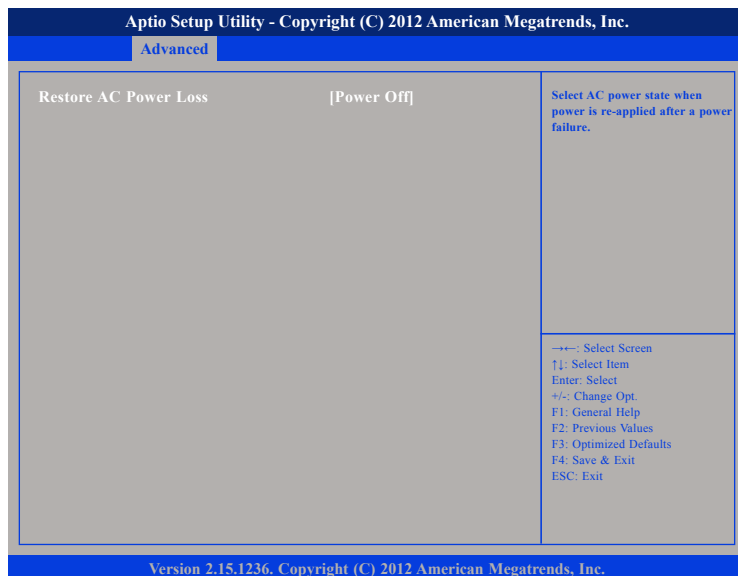 Aptio Setup Utility - Copyright (C) 2012 American Megatrends, Inc.
Advanced
Restore AC Power Loss [Power Off]
Select AC power state when
power is re-applied after a power
failure.
→←: Select Screen
↑↓: Select Item
Enter: Select
+/-: Change Opt.
F1: General Help
F2: Previous Values
F3: Optimized Defaults
F4: Save & Exit
ESC: Exit
Version 2.15.1236. Copyright (C) 2012 American Megatrends, Inc.